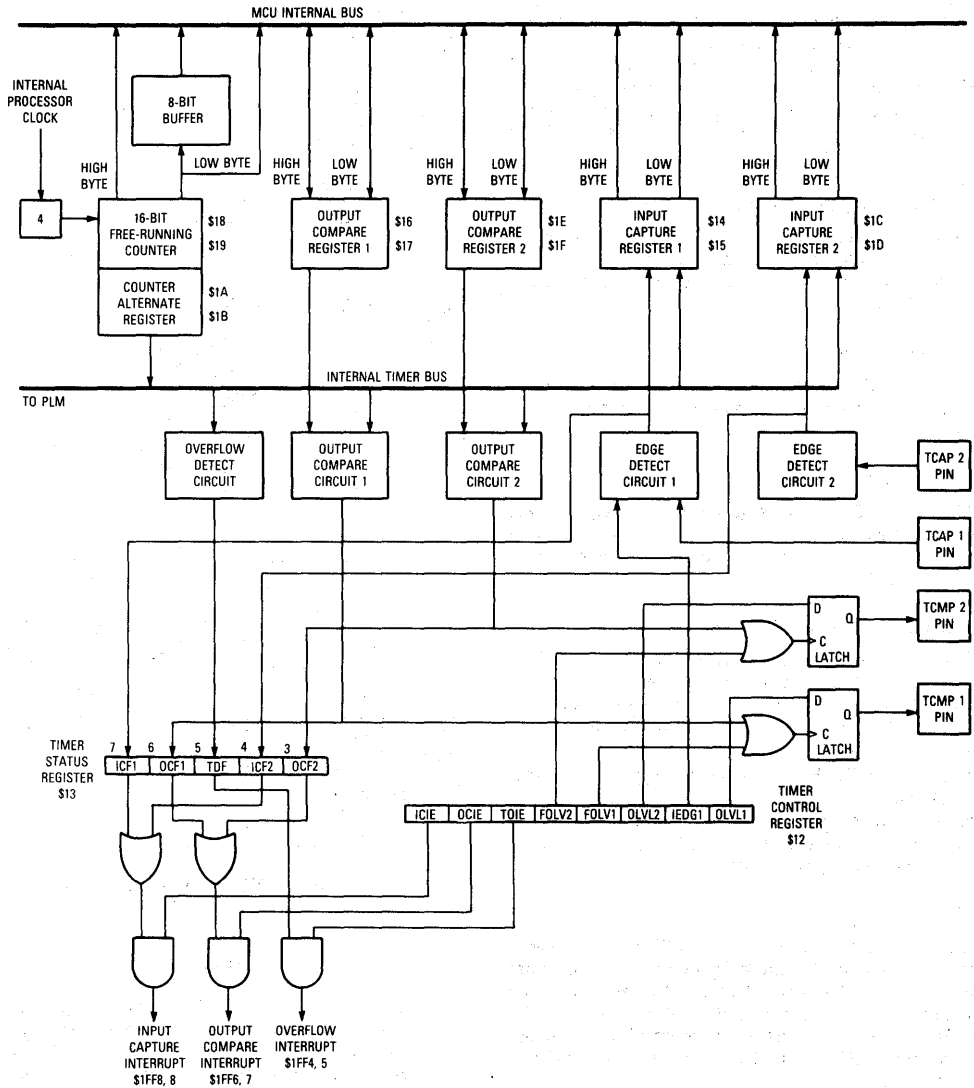 MCU INTERNAL BUS
INTERNAL
PROCESSOR
CLOCK
8-BIT
BUFFER
HIGH
BYTE
LOW BYTE
HIGH
BYTE
LOW
BYTE
HIGH
BYTE
LOW
BYTE
HIGH
BYTE
LOW
BYTE
HIGH
BYTE
LOW
BYTE
4
16-BIT
FREE-RUNNING
COUNTER
$18
$19
COUNTER
ALTERNATE
REGISTER
$1A
$1B
OUTPUT
COMPARE
REGISTER 1
$16
$17
OUTPUT
COMPARE
REGISTER 2
$1E
$1F
INPUT
CAPTURE
REGISTER 1
$14
$15
INPUT
CAPTURE
REGISTER 2
$1C
$1D
INTERNAL TIMER BUS
TO PLM
OVERFLOW
DETECT
CIRCUIT
OUTPUT
COMPARE
CIRCUIT 1
OUTPUT
COMPARE
CIRCUIT 2
EDGE
DETECT
CIRCUIT 1
EDGE
DETECT
CIRCUIT 2
TCAP 2
PIN
TCAP 1
PIN
D
Q
C
LATCH
TCMP 2
PIN
D
Q
C
LATCH
TCMP 1
PIN
TIMER
STATUS
REGISTER
$13
7 6 5 4 3
ICF1 OCF1 TDF ICF2 OCF2
ICIE OCIE TOIE FOLV2 FOLV1 OLVL2 IEDG1 OLVL1
TIMER
CONTROL
REGISTER
$12
INPUT
CAPTURE
INTERRUPT
$1FF8, 8
OUTPUT
COMPARE
INTERRUPT
$1FF6, 7
OVERFLOW
INTERRUPT
$1FF4, 5